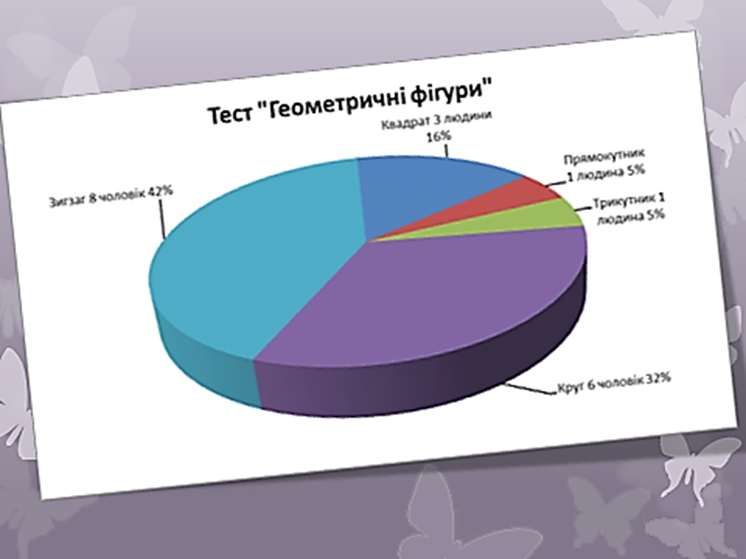 Тест "Геометричні фігури"
Квадрат 3 людини
16%
Прямокутник
1 людина 5%
Трикутник 1
людина 5%
Зигзаг 8 чоловік 42%
Круг 6 чоловік 32%